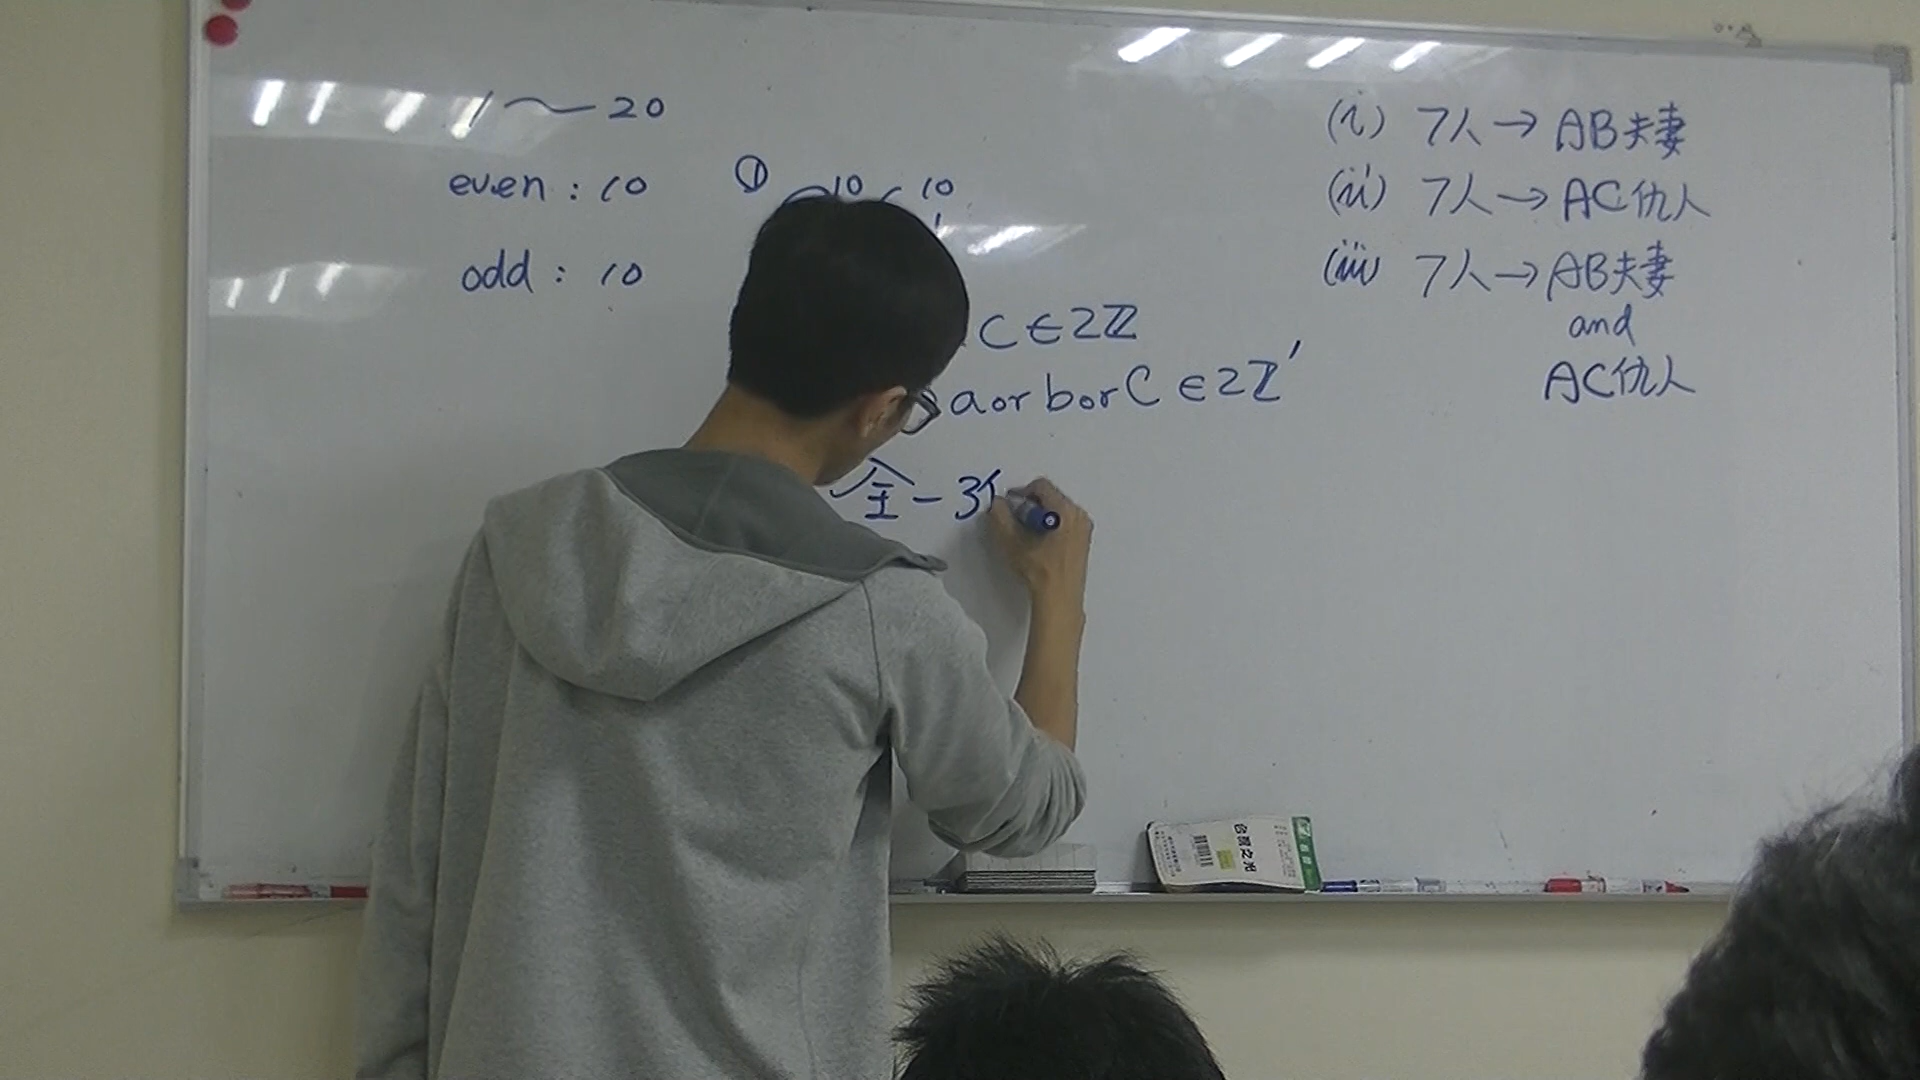 1～20
even : 10
odd : 10
① 10 10
C∈2ℤ
a or b or C ∈2ℤ'
全-3
(i) 7人→AB夫妻
(ii) 7人→AC仇人
(iii) 7人→AB夫妻
and
AC仇人